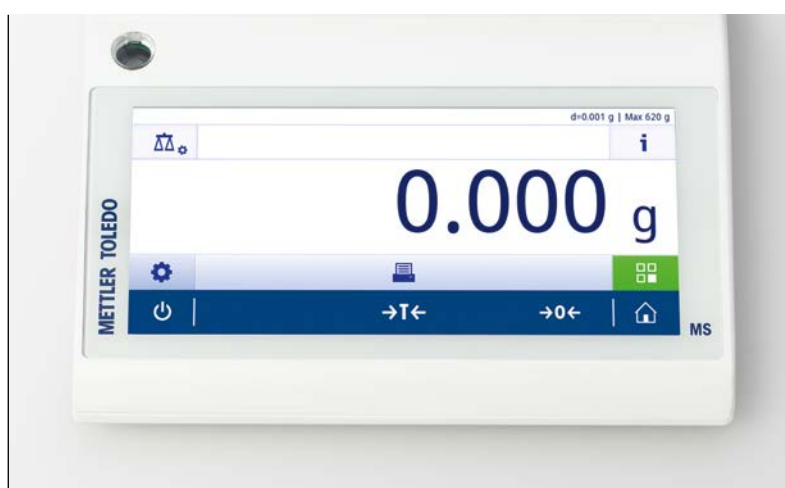 d=0.001 g | Max 620 g
i
0.000 g
METTLER TOLEDO
→T←
→0←
MS